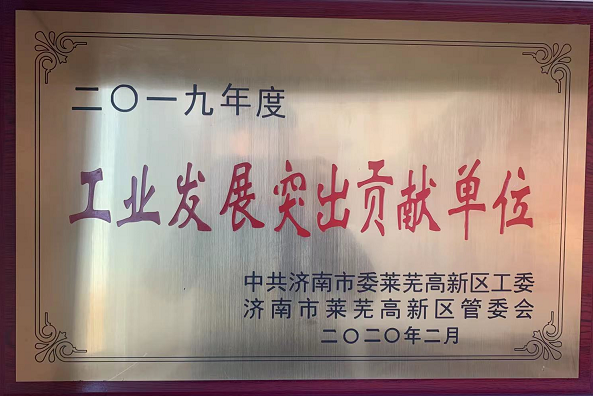 二〇一九年度
工业发展突出贡献单位
中共济南市委莱芜高新区工委
济南市莱芜高新区管委会
二〇二〇年二月